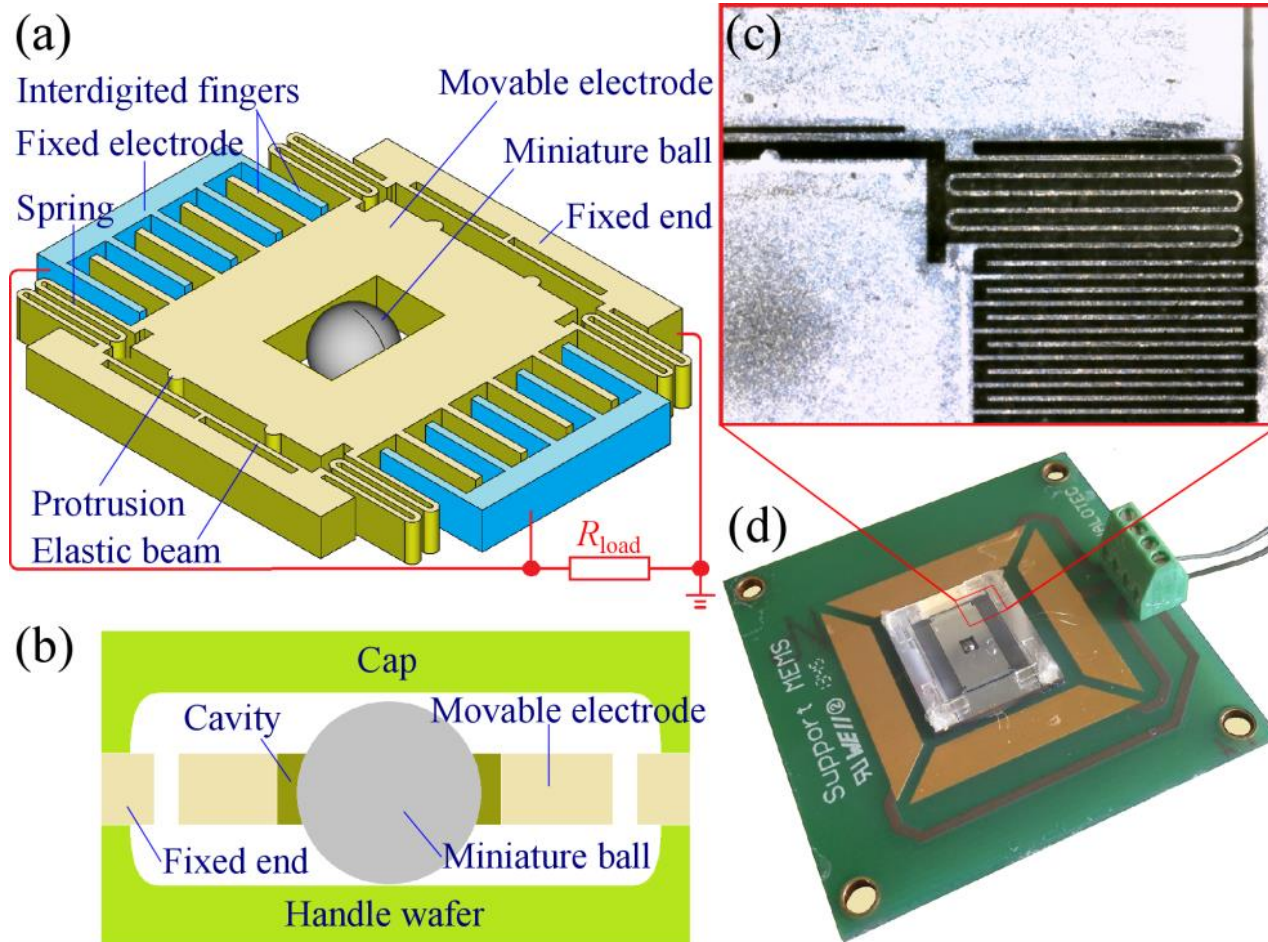 (a)
Interdigited fingers
Fixed electrode
Spring
Movable electrode
Miniature ball
Fixed end
Protrusion
Elastic beam
R_load
(b)
Cap
Cavity
Movable electrode
Fixed end
Miniature ball
Handle wafer
(c)
(d)
Support MEMS